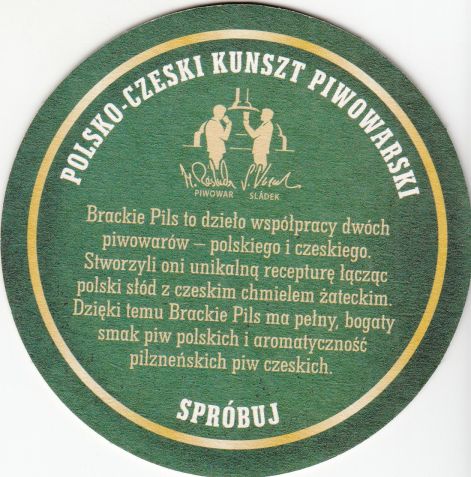 POLSKO-CZESKI KUNSZT PIWOWARSKI
PIWOWAR SLÁDEK
Brackie Pils to dzieło współpracy dwóch
piwowarów – polskiego i czeskiego.
Stworzyli oni unikalną recepturę łącząc
polski słód z czeskim chmielem żateckim.
Dzięki temu Brackie Pils ma pełny, bogaty
smak piw polskich i aromatyczność
pilzneńskich piw czeskich.
SPRÓBUJ